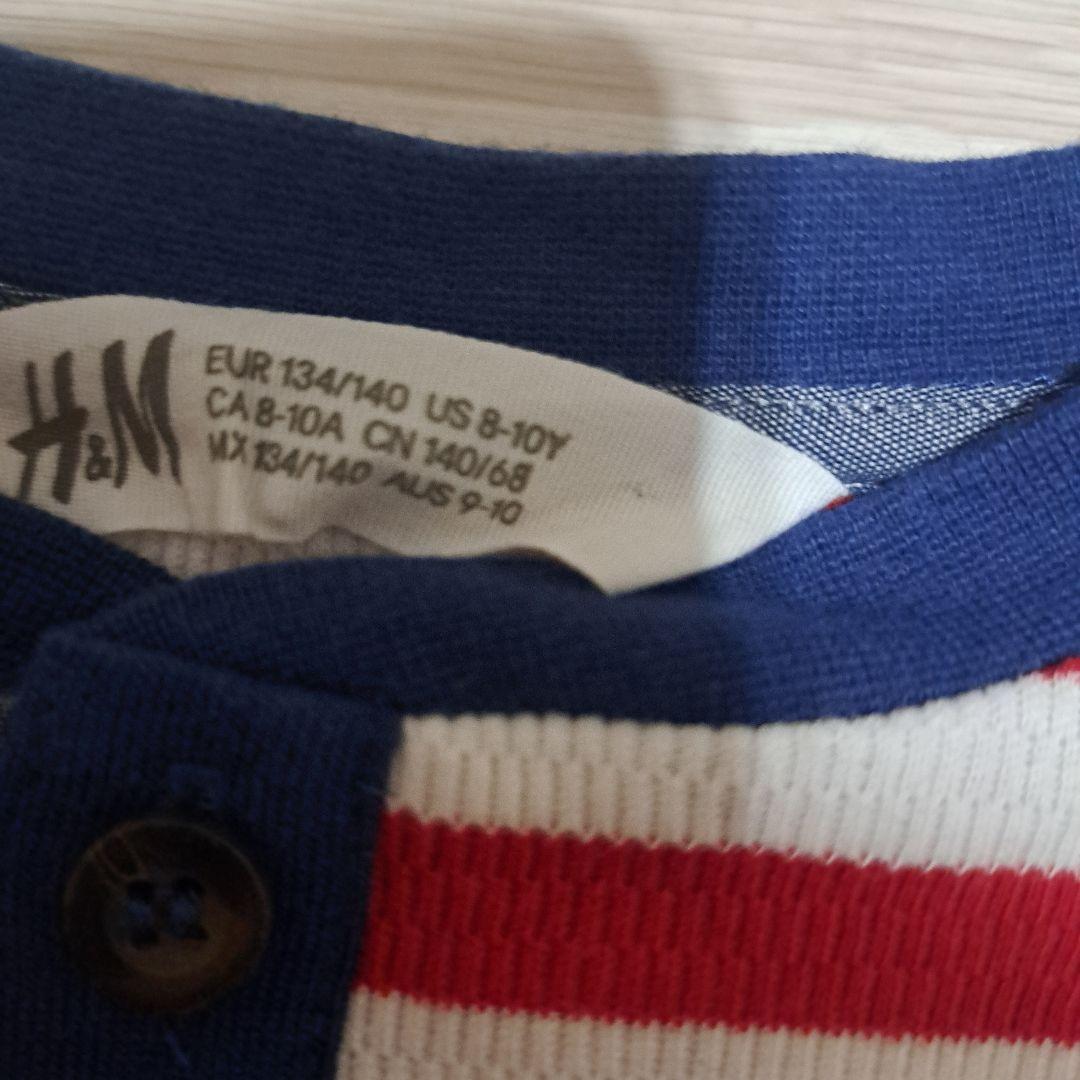 H&M
EUR 134/140 US 8-10Y
CA 8-10A CN 140/68
MX 134/140 AUS 9-10